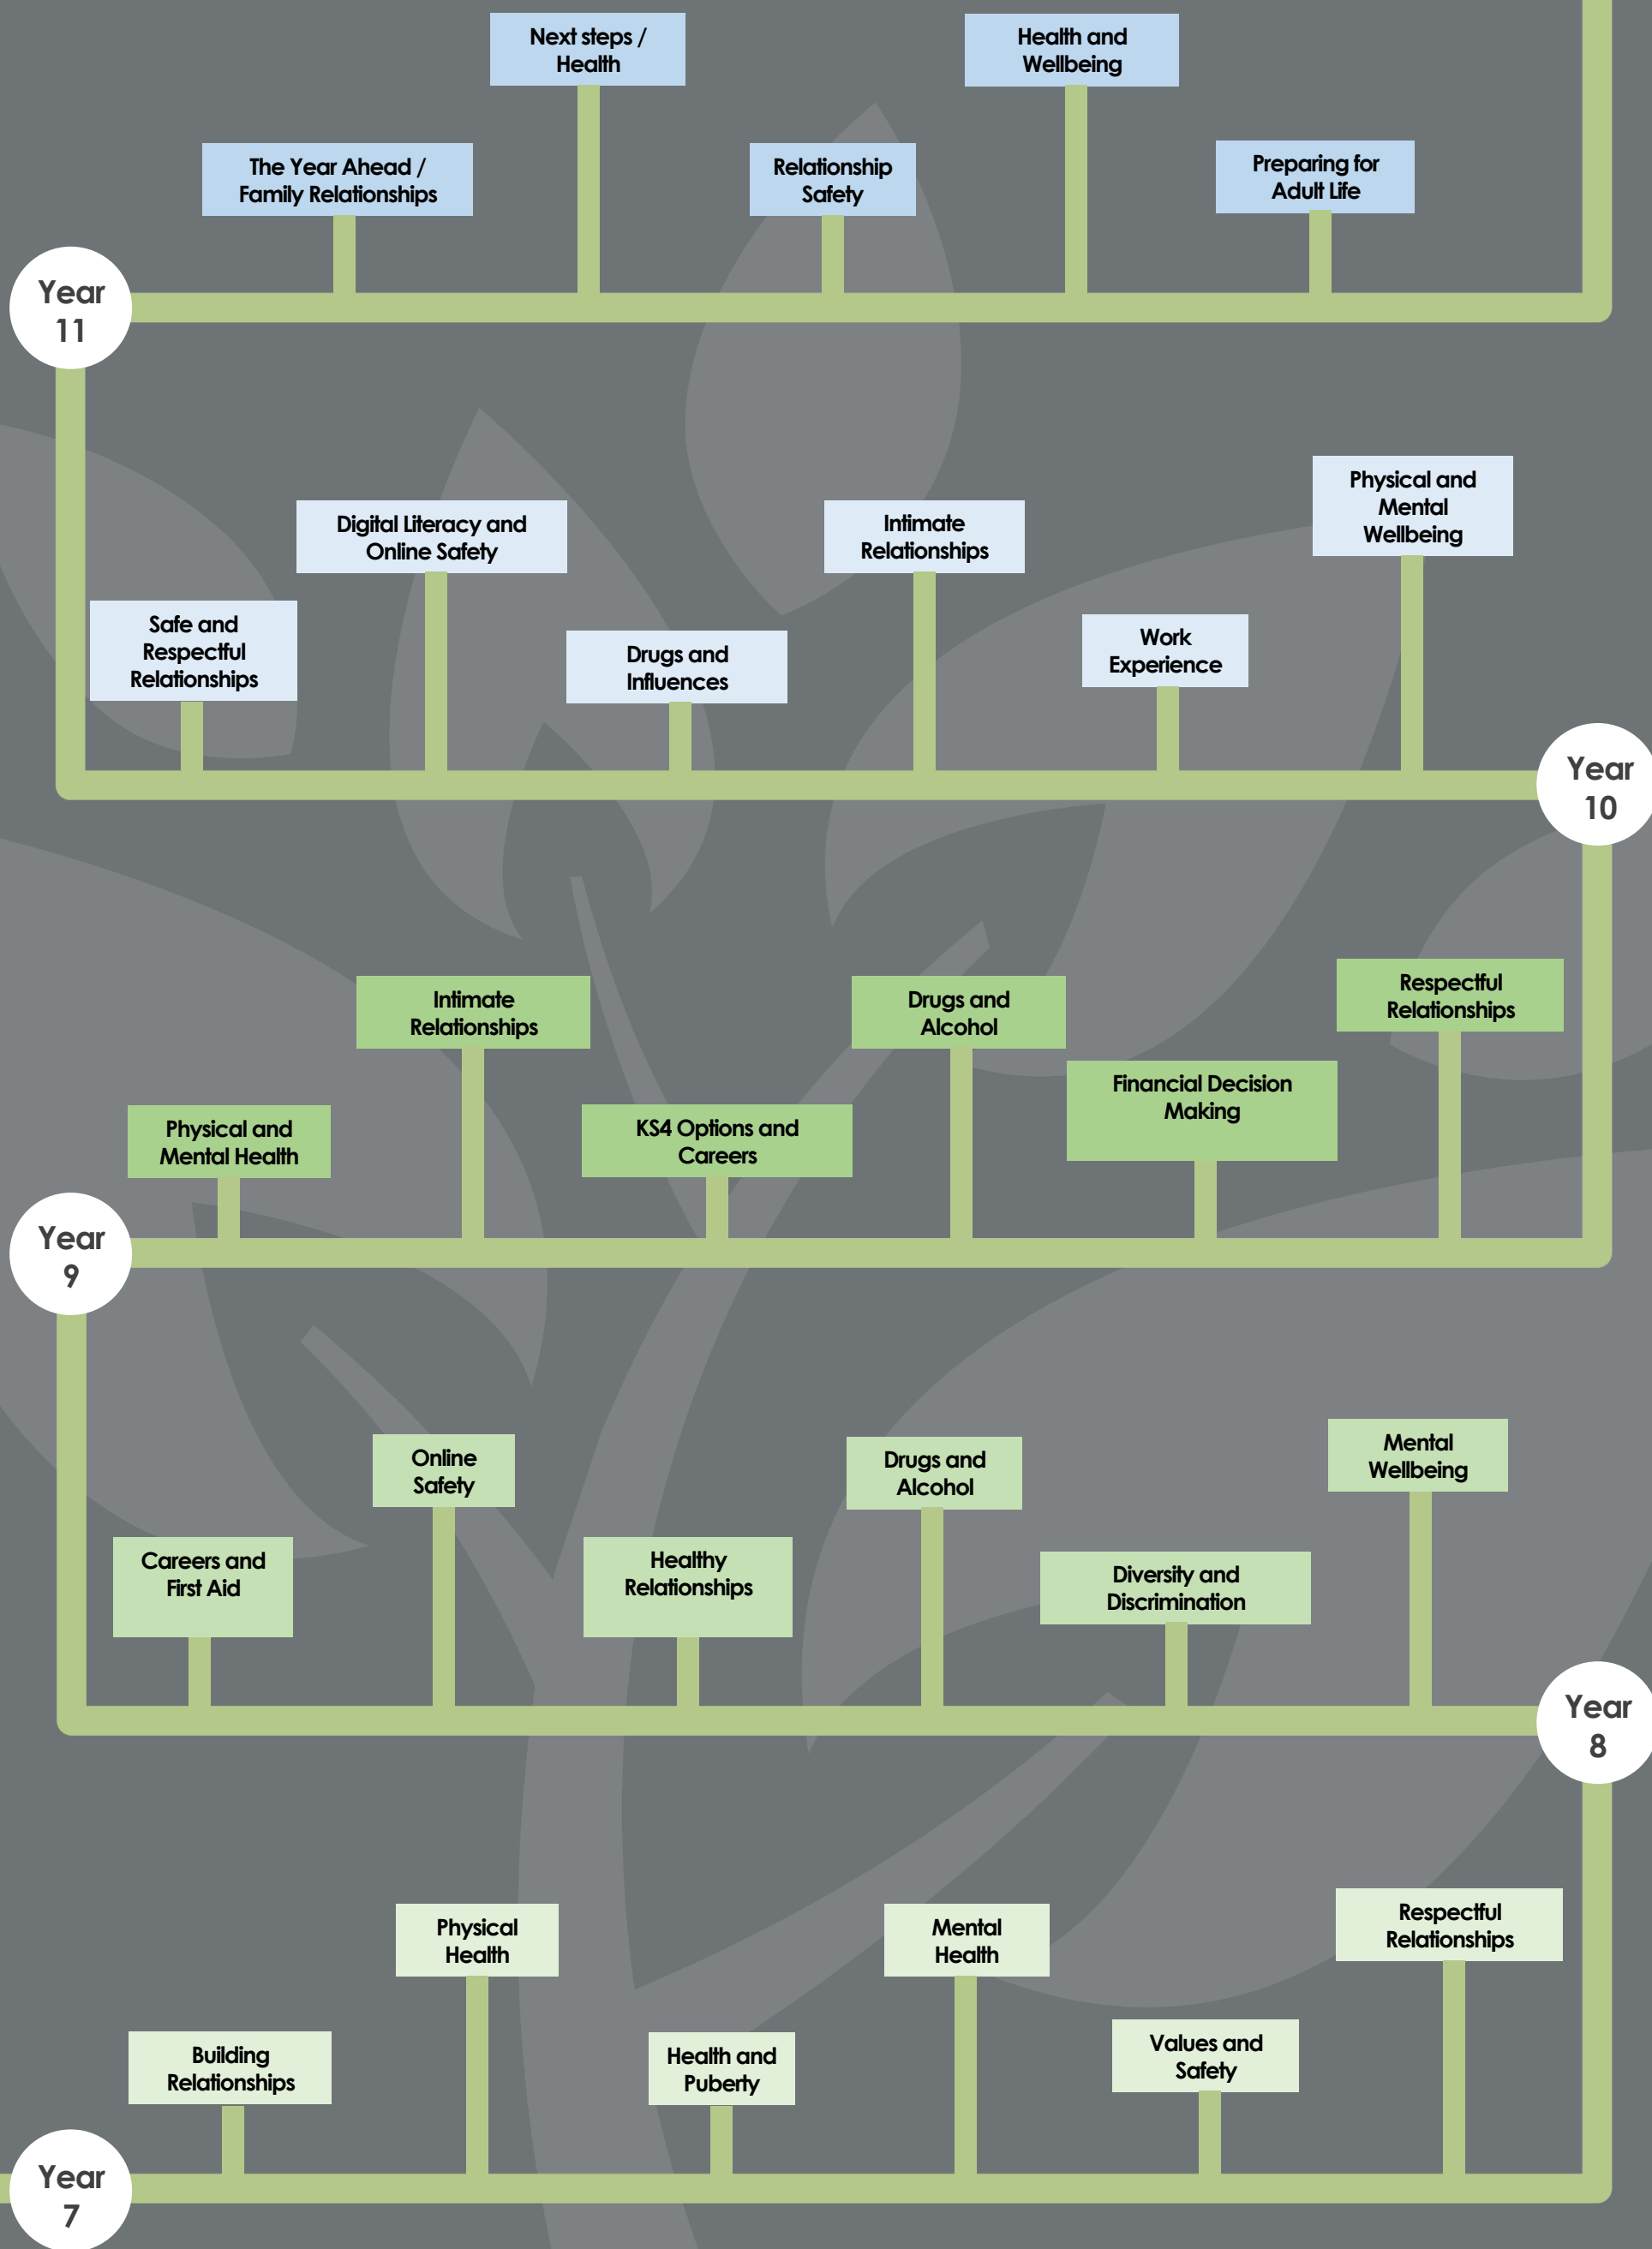 Next steps /
Health
Health and
Wellbeing
The Year Ahead /
Family Relationships
Relationship
Safety
Preparing for
Adult Life
Year
11
Physical and
Mental
Wellbeing
Digital Literacy and
Online Safety
Intimate
Relationships
Safe and
Respectful
Relationships
Drugs and
Influences
Work
Experience
Year
10
Respectful
Relationships
Intimate
Relationships
Drugs and
Alcohol
Financial Decision
Making
Physical and
Mental Health
KS4 Options and
Careers
Year
9
Mental
Wellbeing
Online
Safety
Drugs and
Alcohol
Careers and
First Aid
Healthy
Relationships
Diversity and
Discrimination
Year
8
Respectful
Relationships
Physical
Health
Mental
Health
Building
Relationships
Health and
Puberty
Values and
Safety
Year
7